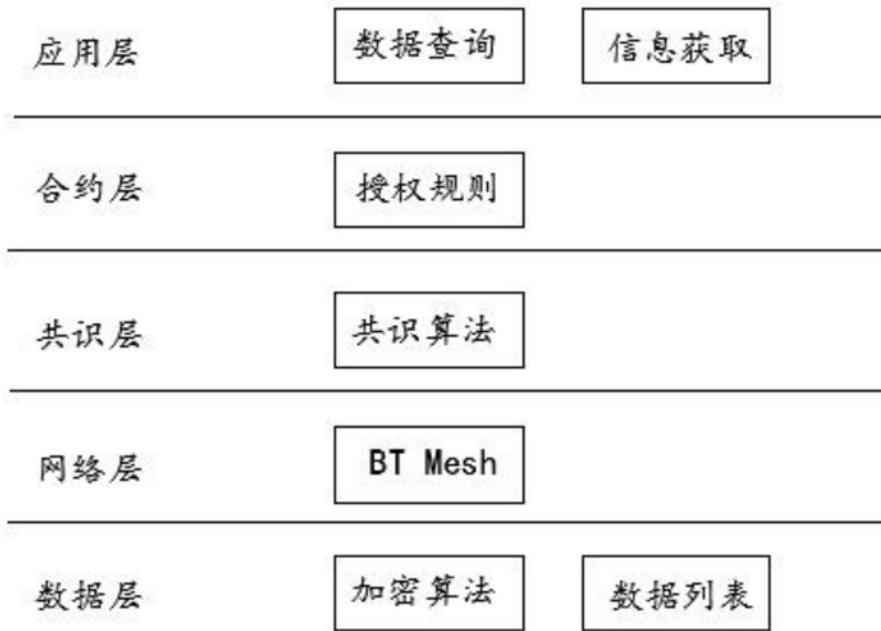 应用层 数据查询 信息获取
合约层 授权规则
共识层 共识算法
网络层 BT Mesh
数据层 加密算法 数据列表